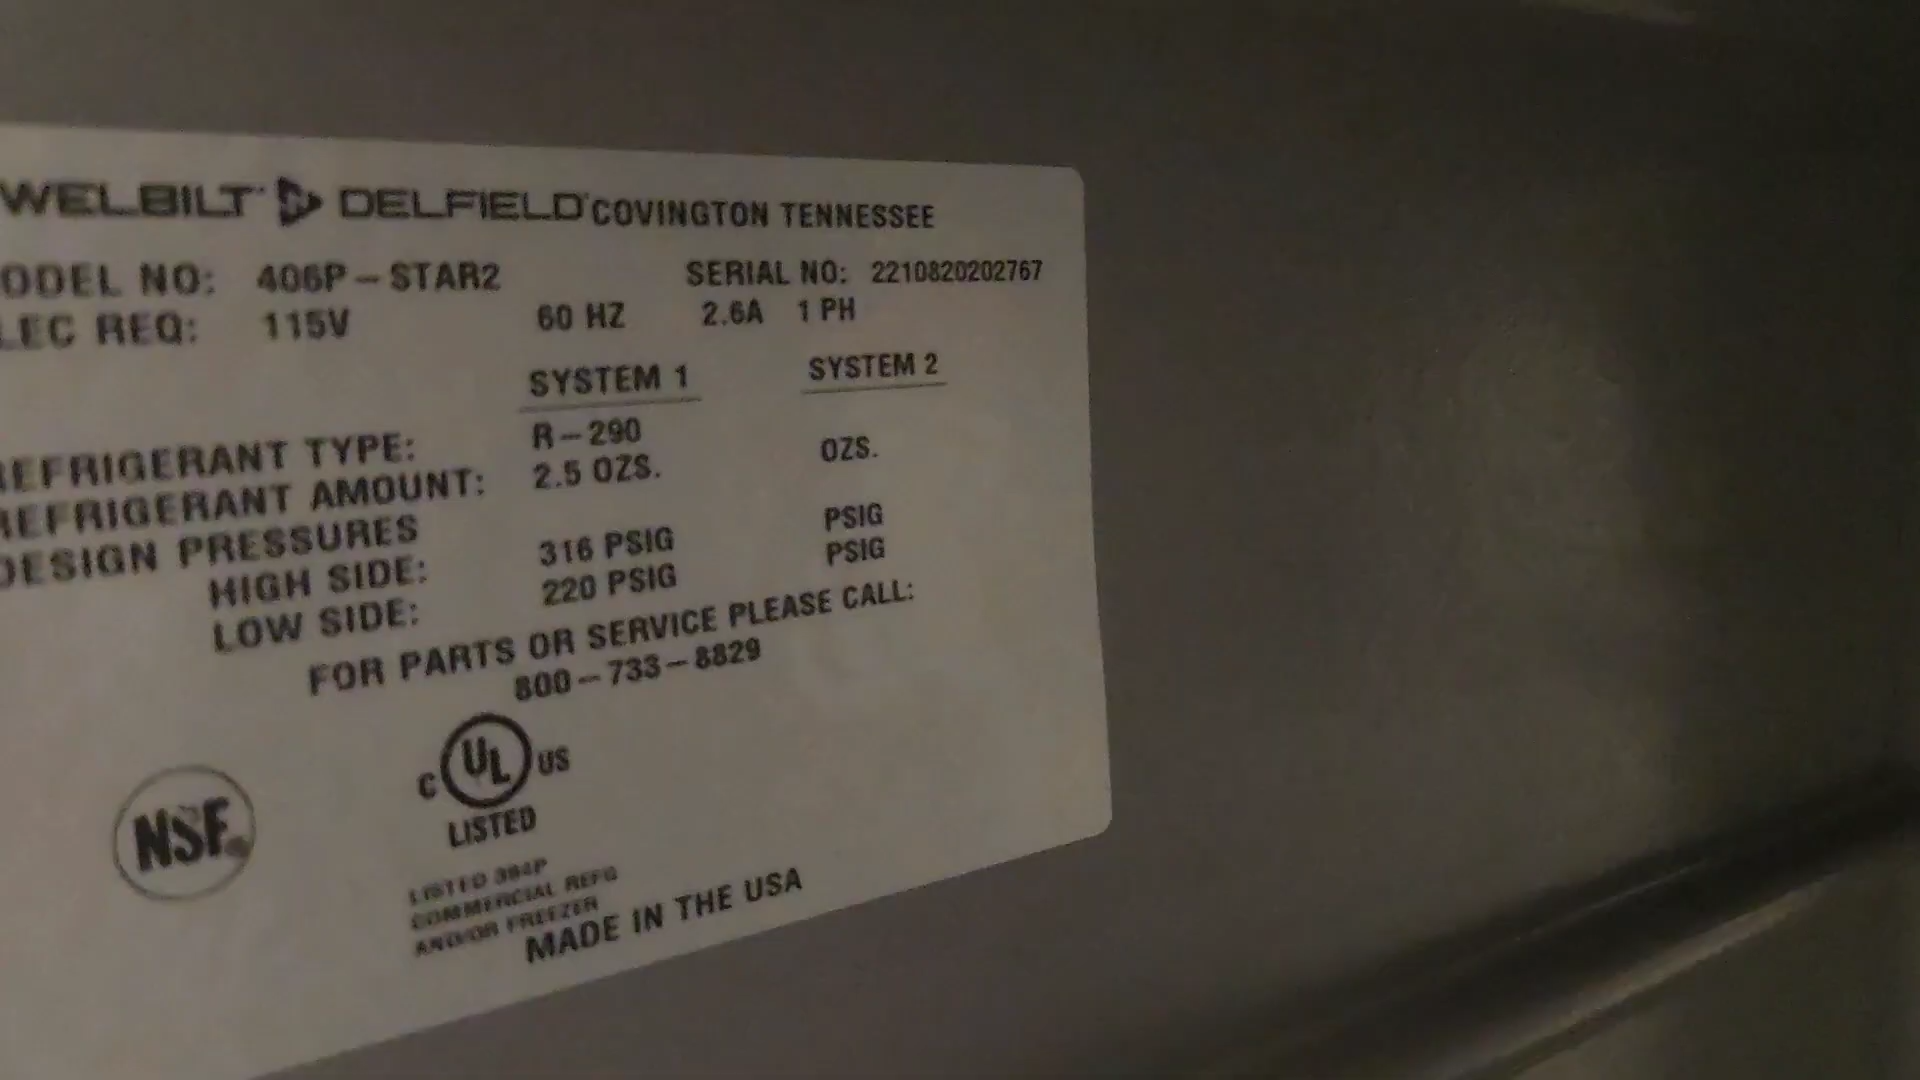 WELBILT DELFIELD COVINGTON TENNESSEE
ODEL NO: 406P-STAR2 SERIAL NO: 2210820202767
LEC REQ: 115V 60 HZ 2.6A 1 PH
SYSTEM 1 SYSTEM 2
REFRIGERANT TYPE: R-290
REFRIGERANT AMOUNT: 2.5 OZS. OZS.
DESIGN PRESSURES
HIGH SIDE: 316 PSIG PSIG
LOW SIDE: 220 PSIG PSIG
FOR PARTS OR SERVICE PLEASE CALL:
800-733-8829
NSF
C UL US
LISTED
LISTED 394P
COMMERCIAL REFG
AND/OR FREEZER
MADE IN THE USA